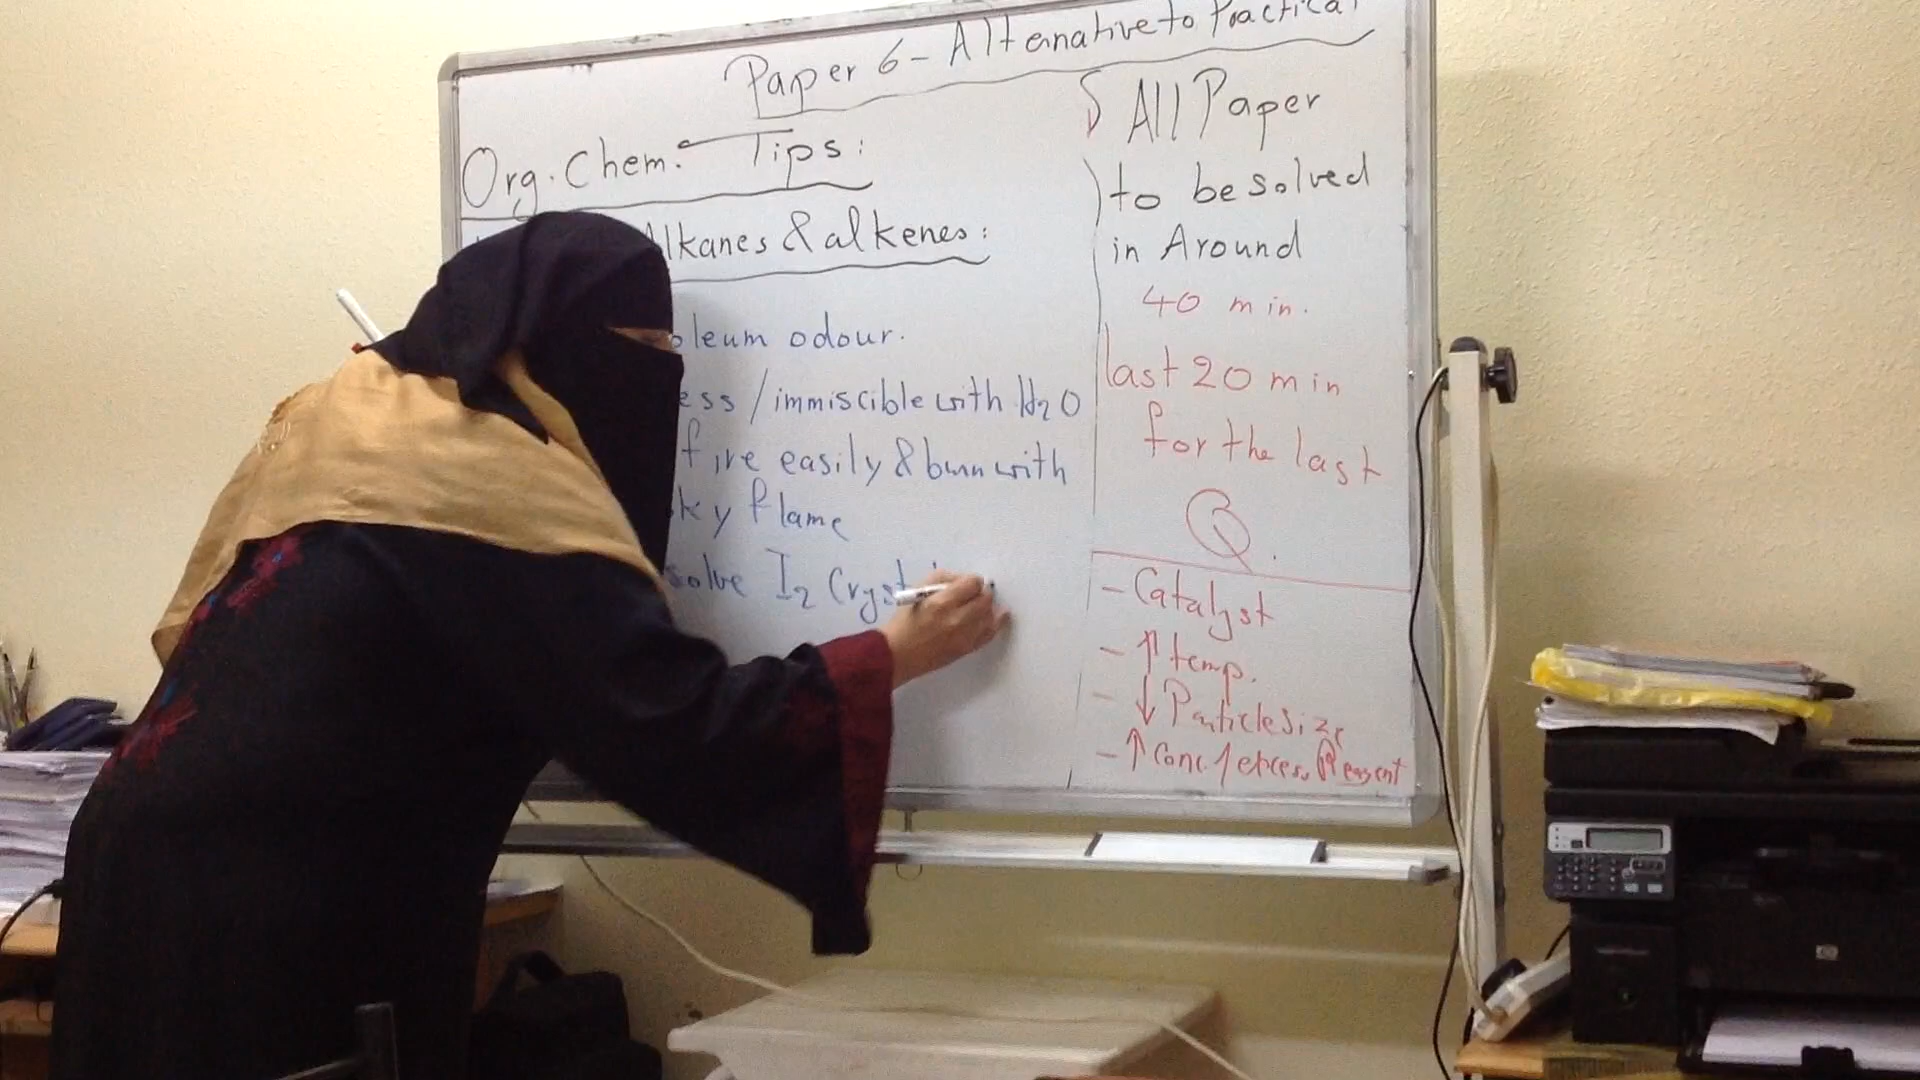 Paper 6 - Alternative to Practical
Org. Chem. Tips:
Alkanes & alkenes:
oleum odour.
ess / immiscible with H2O
fire easily & burn with
ky flame
solve I2 Cryst
All Paper
to be solved
in Around
40 min.
last 20 min
for the last
Q.
- Catalyst
- ↑ temp.
- ↓ Particle Size
- ↑ Conc. / excess Reagent
hp